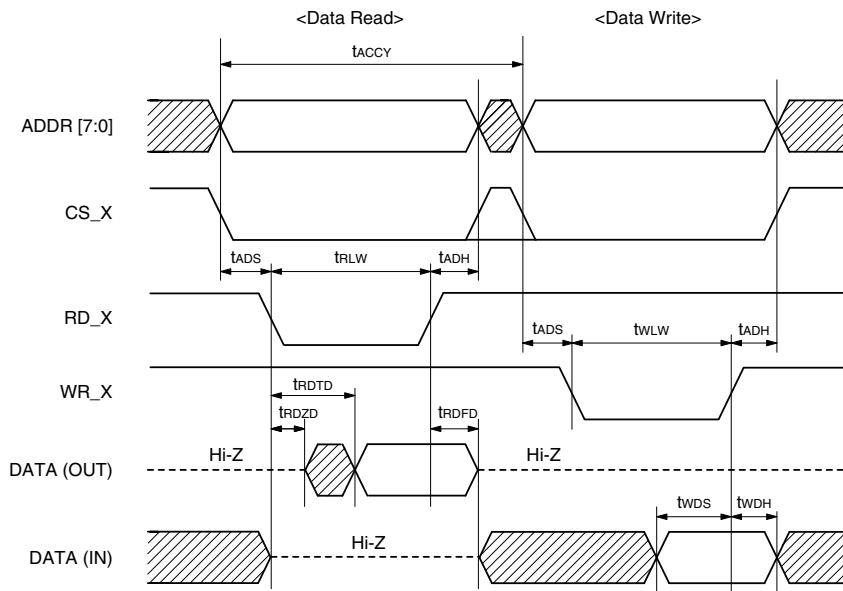 <Data Read> <Data Write>
tACCY
ADDR [7:0]
CS_X
tADS tRLW tADH
RD_X
tADS tWLW tADH
WR_X
tRDTD
tRDZD tRDFD
Hi-Z Hi-Z
DATA (OUT)
tWDS tWDH
Hi-Z
DATA (IN)